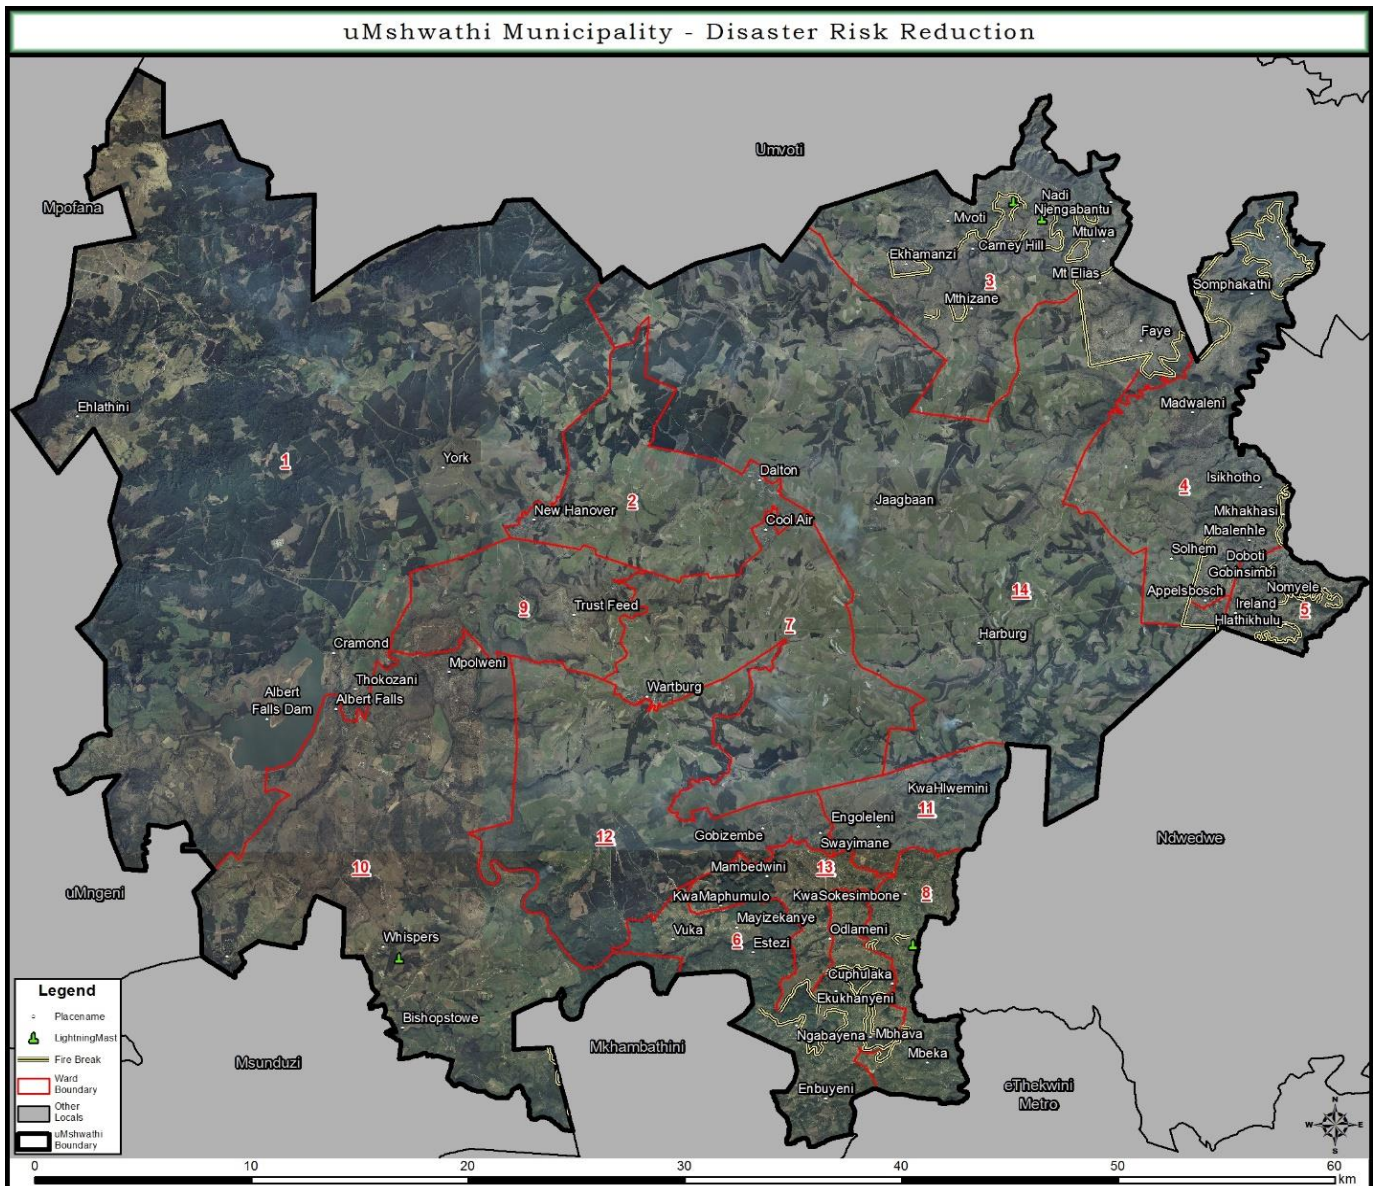 uMshwathi Municipality - Disaster Risk Reduction
Umvoti
Mpofana
Nadi
Njengabantu
Mvoti
Mtulwa
Carney Hill
Ekhamanzi
Mt Elias
3
Mthizane
Somphakathi
Faye
Ehlathini
Madwaleni
1
York
Dalton
Isikhotho
4
2
Jaagbaan
New Hanover
Mkhakhasi
Cool Air
Mbalenhle
Solhem
Doboti
Gobinsimbi
Appelsbosch
Nomyele
14
9
Trust Feed
Ireland
5
Hlathikhulu
7
Harburg
Cramond
Mpolweni
Thokozani
Wartburg
Albert
Falls Dam
Albert Falls
KwaHlwemini
11
Engoleleni
Gobizembe
12
Swayimane
Ndwedwe
Mambedwini
13
10
uMngeni
KwaMaphumulo
KwaSokesimbone
8
Mayizekanye
Vuka
6
Estezi
Odlameni
Whispers
Cuphulaka
Ekukhanyeni
Bishopstowe
Ngabayena
Mbhava
Mkhambathini
Mbeka
Msunduzi
Enbuyeni
eThekwini
Metro
Legend
Placename
LightningMast
Fire Break
Ward
Boundary
Other
Locals
uMshwathi
Boundary
N
W E
S
0 10 20 30 40 50 60
km